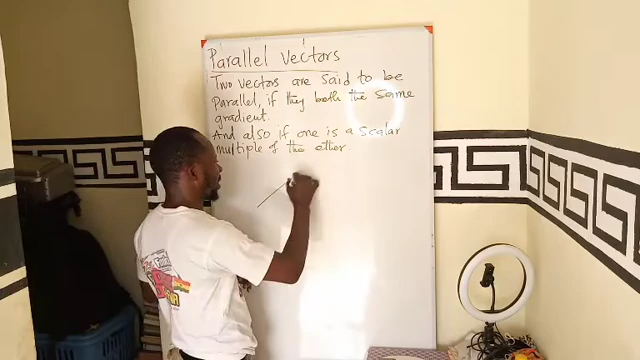 Parallel Vectors
Two vectors are said to be
parallel, if they both the same
gradient.
And also if one is a scalar
multiple of the other